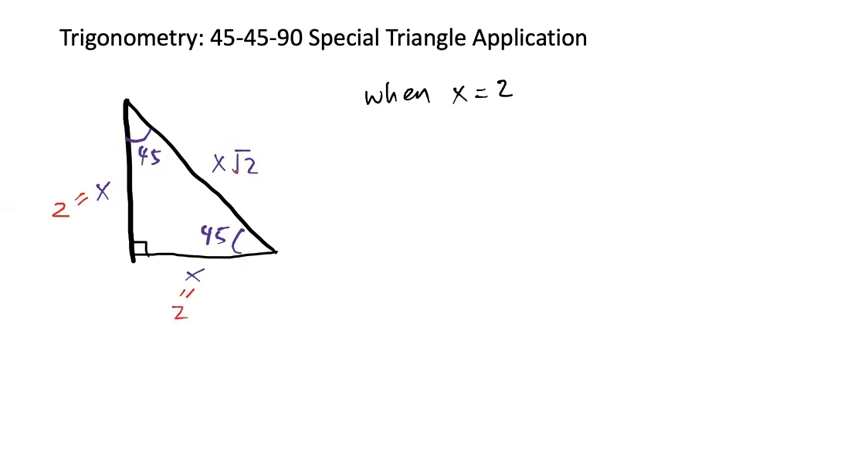 Trigonometry: 45-45-90 Special Triangle Application
when x = 2
45
x√2
2 = x
45
x
=
2